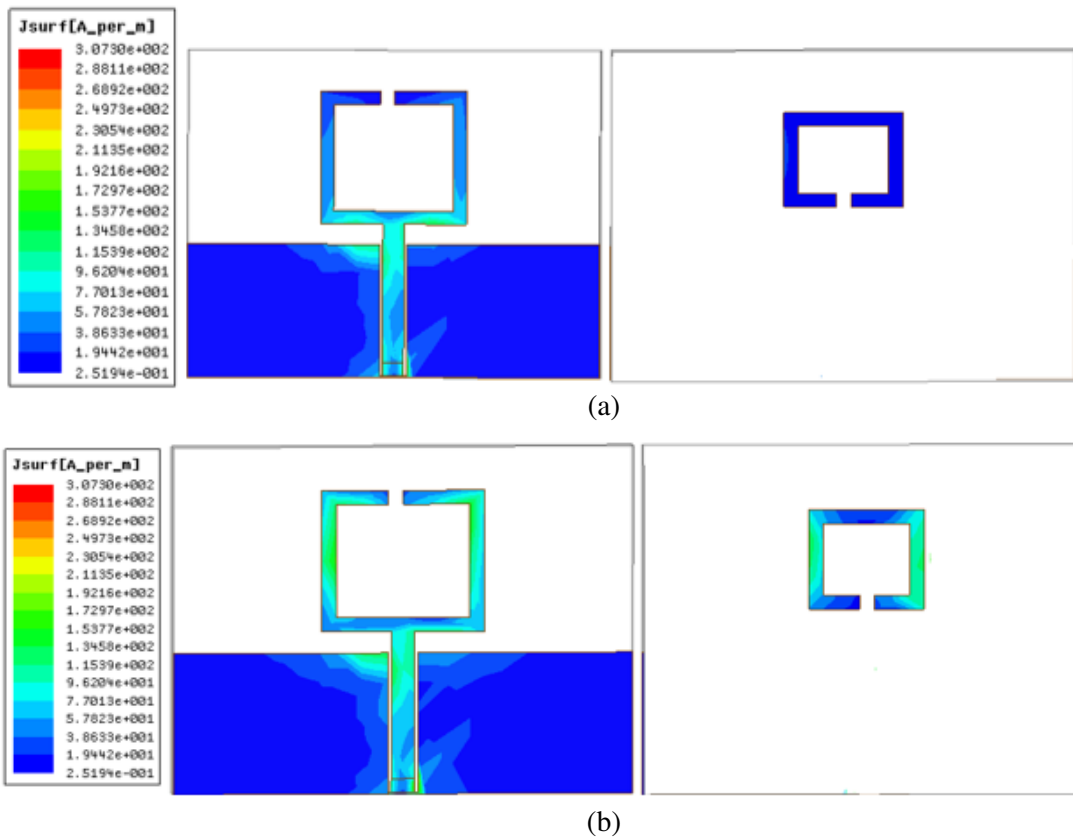 Jsurf[A_per_m]
3.0730e+002
2.8811e+002
2.6892e+002
2.4973e+002
2.3054e+002
2.1135e+002
1.9216e+002
1.7297e+002
1.5377e+002
1.3458e+002
1.1539e+002
9.6204e+001
7.7013e+001
5.7823e+001
3.8633e+001
1.9442e+001
2.5194e-001
(a)
Jsurf[A_per_m]
3.0730e+002
2.8811e+002
2.6892e+002
2.4973e+002
2.3054e+002
2.1135e+002
1.9216e+002
1.7297e+002
1.5377e+002
1.3458e+002
1.1539e+002
9.6204e+001
7.7013e+001
5.7823e+001
3.8633e+001
1.9442e+001
2.5194e-001
(b)